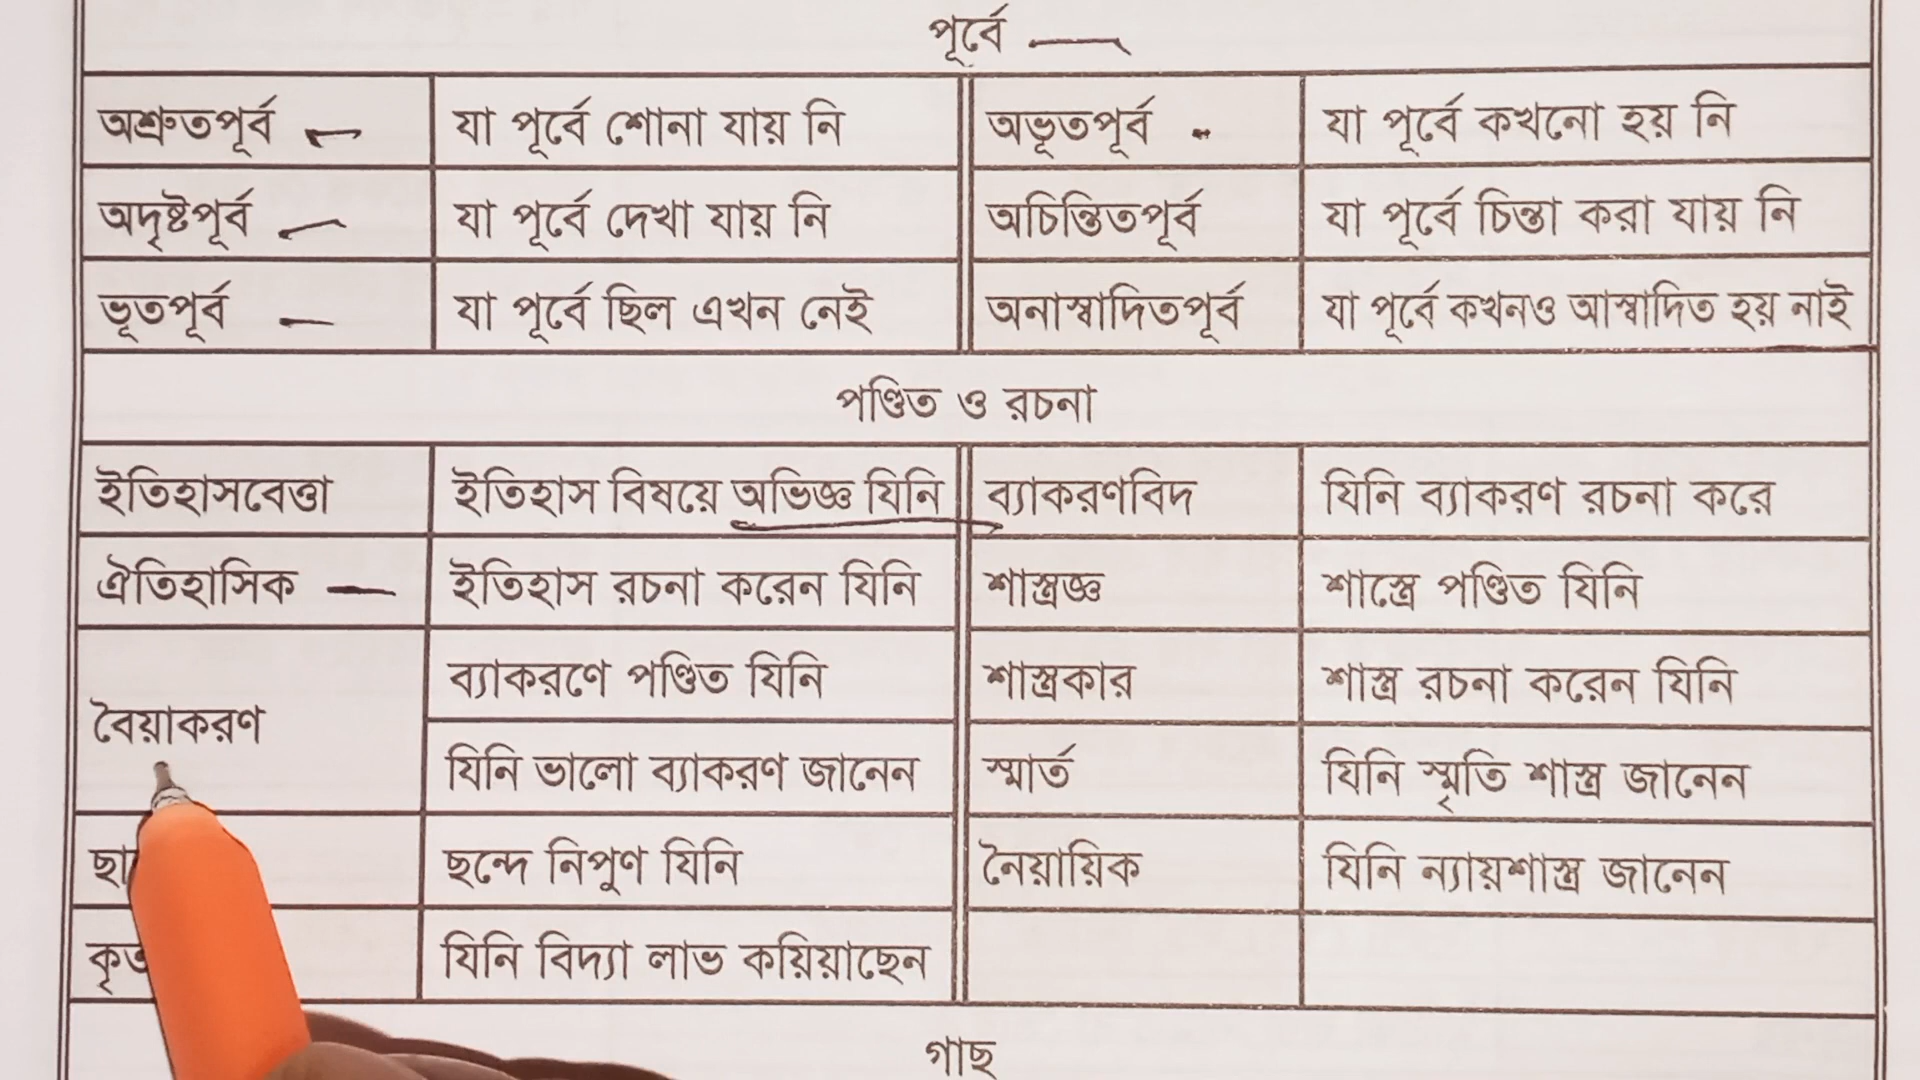 পূর্বে
অশ্রুতপূর্ব যা পূর্বে শোনা যায় নি অভূতপূর্ব যা পূর্বে কখনো হয় নি
অদৃষ্টপূর্ব যা পূর্বে দেখা যায় নি অচিন্তিতপূর্ব যা পূর্বে চিন্তা করা যায় নি
ভূতপূর্ব যা পূর্বে ছিল এখন নেই অনাস্বাদিতপূর্ব যা পূর্বে কখনও আস্বাদিত হয় নাই
পণ্ডিত ও রচনা
ইতিহাসবেত্তা ইতিহাস বিষয়ে অভিজ্ঞ যিনি ব্যাকরণবিদ যিনি ব্যাকরণ রচনা করে
ঐতিহাসিক ইতিহাস রচনা করেন যিনি শাস্ত্রজ্ঞ শাস্ত্রে পণ্ডিত যিনি
ব্যাকরণে পণ্ডিত যিনি শাস্ত্রকার শাস্ত্র রচনা করেন যিনি
বৈয়াকরণ
যিনি ভালো ব্যাকরণ জানেন স্মার্ত যিনি স্মৃতি শাস্ত্র জানেন
ছন্দে নিপুণ যিনি নৈয়ায়িক যিনি ন্যায়শাস্ত্র জানেন
যিনি বিদ্যা লাভ কয়িয়াছেন
গাছ